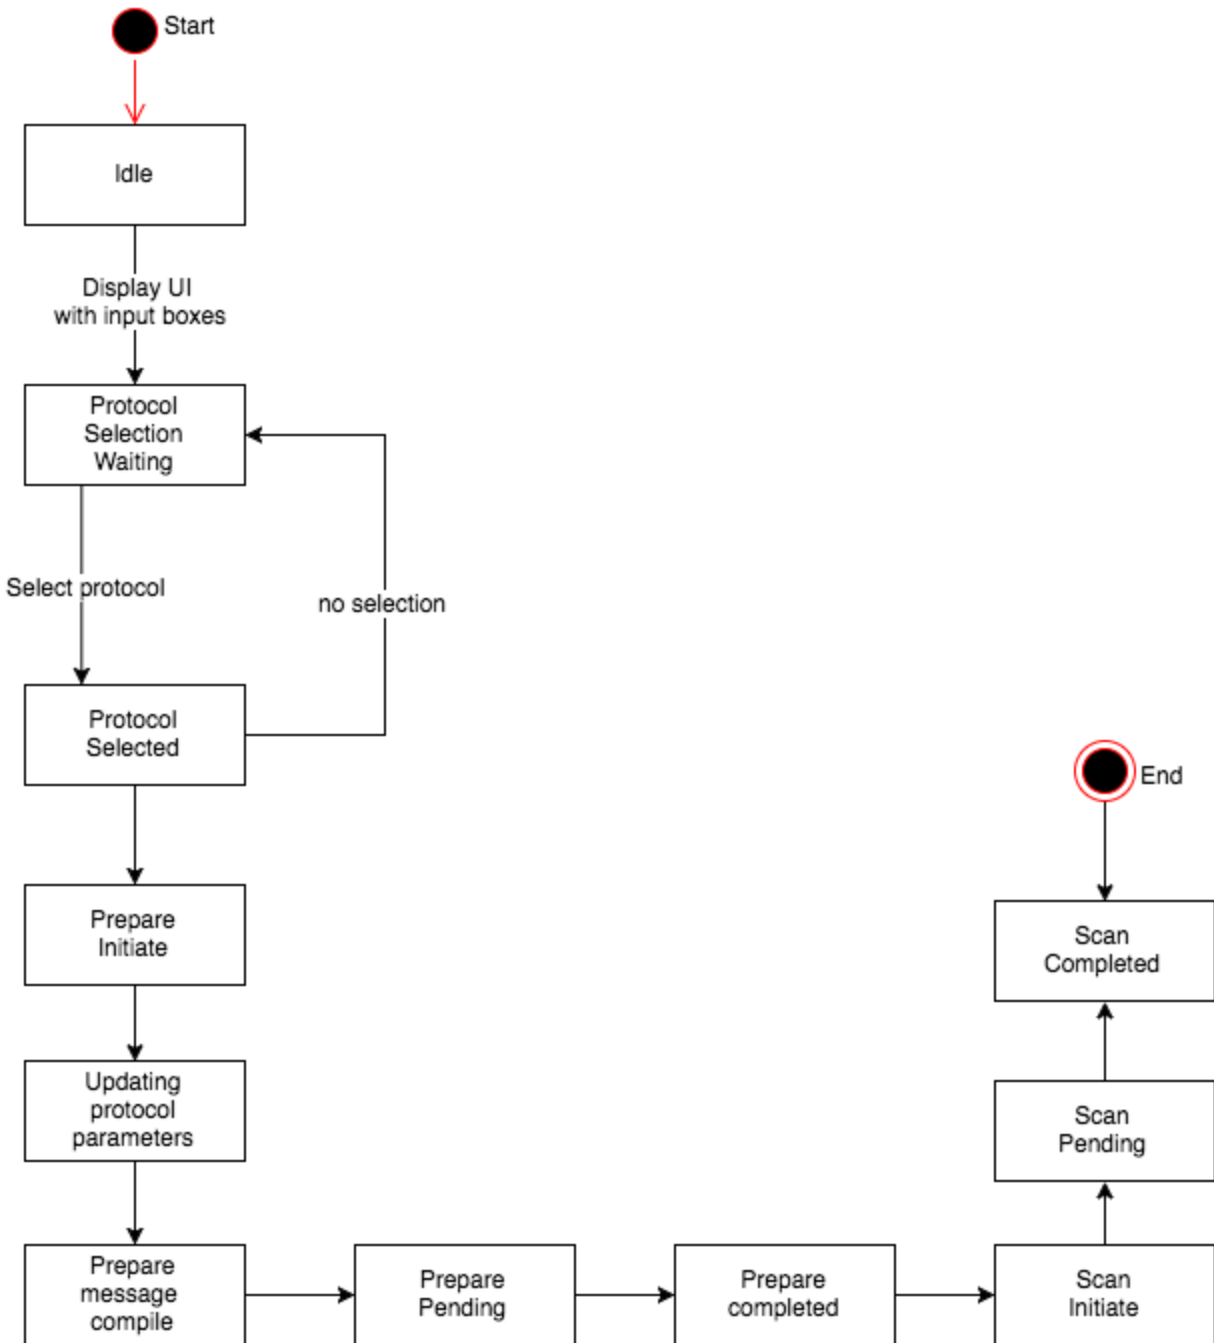 Start
Idle
Display UI
with input boxes
Protocol
Selection
Waiting
Select protocol
no selection
Protocol
Selected
End
Prepare
Initiate
Scan
Completed
Updating
protocol
parameters
Scan
Pending
Prepare
message
compile
Prepare
Pending
Prepare
completed
Scan
Initiate